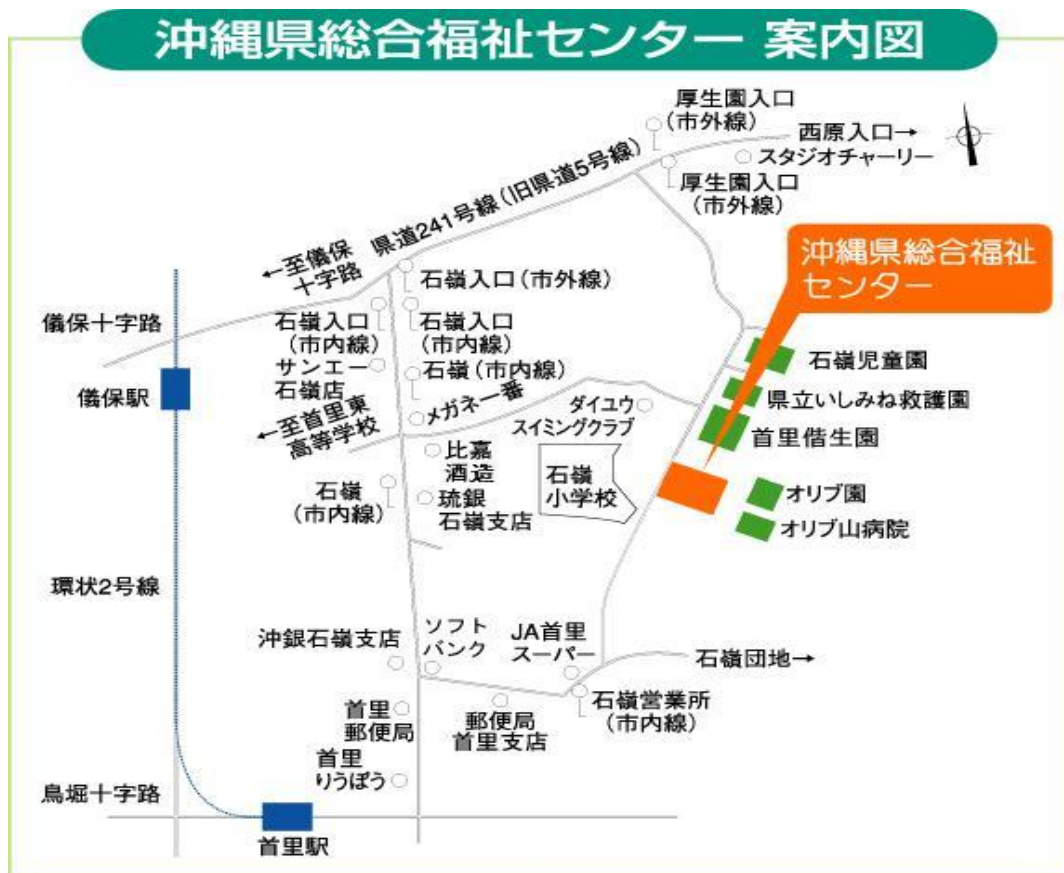 沖縄県総合福祉センター 案内図
厚生園入口
(市外線)
西原入口→
スタジオチャーリー
厚生園入口
(市外線)
県道241号線(旧県道5号線)
←至儀保
十字路
沖縄県総合福祉
センター
石嶺入口(市外線)
儀保十字路
石嶺入口
(市内線)
石嶺入口
(市内線)
サンエー
石嶺店
石嶺(市内線)
儀保駅
メガネ一番
←至首里東
高等学校
ダイユウ
スイミングクラブ
石嶺児童園
県立いしみね救護園
首里偕生園
比嘉
酒造
石嶺
小学校
石嶺
(市内線)
琉銀
石嶺支店
オリブ園
オリブ山病院
環状2号線
沖銀石嶺支店
ソフト
バンク
JA首里
スーパー
石嶺団地→
石嶺営業所
(市内線)
首里
郵便局
郵便局
首里支店
首里
りうぼう
鳥堀十字路
首里駅